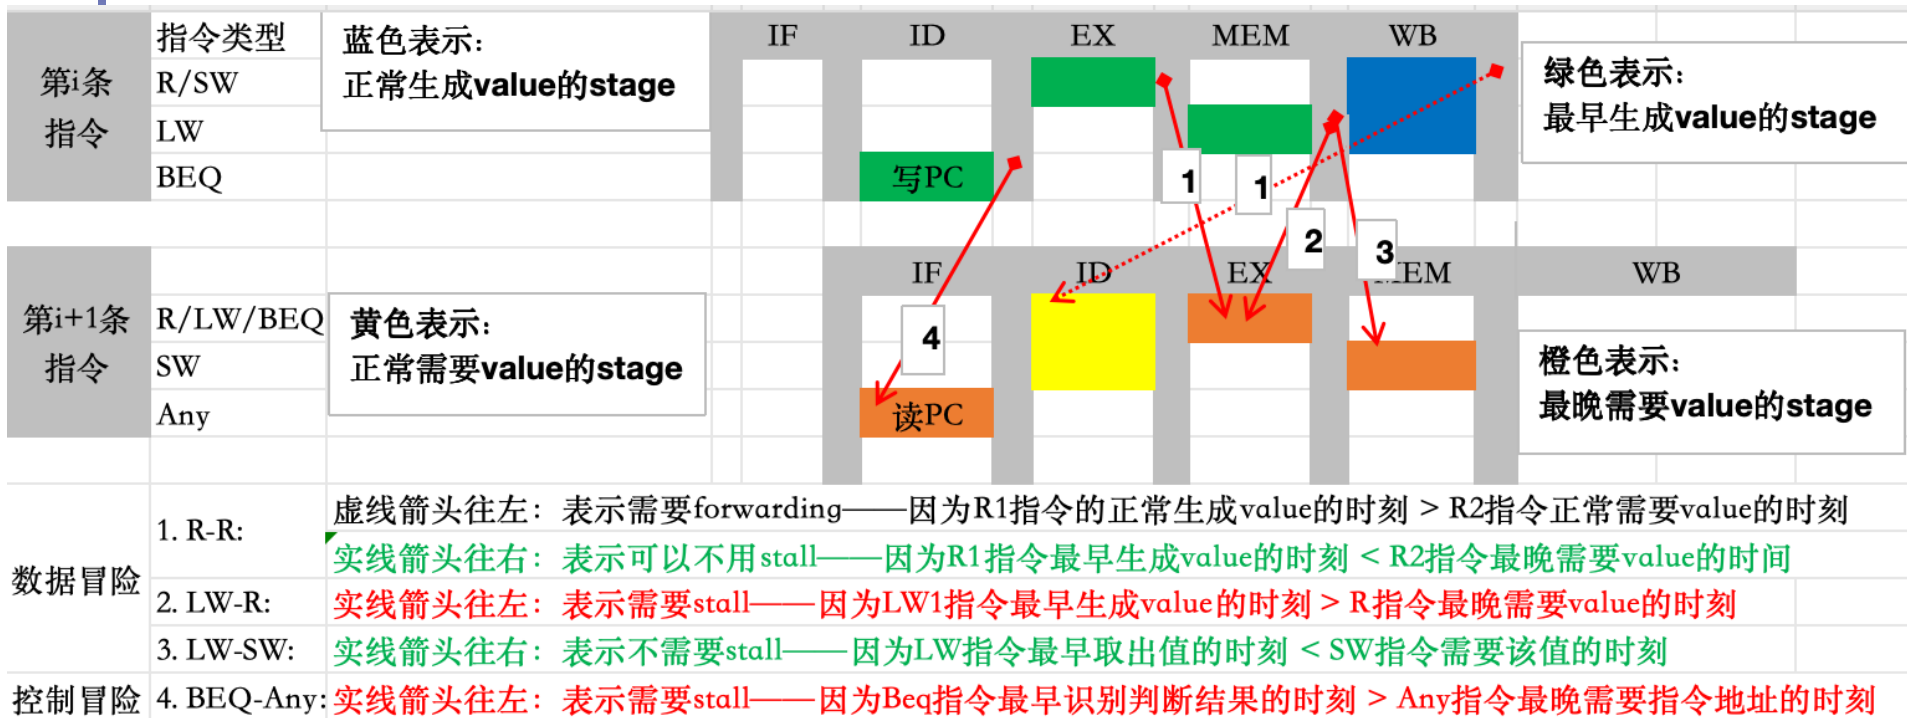 指令类型
IF ID EX MEM WB
蓝色表示：
正常生成value的stage
绿色表示：
最早生成value的stage
第i条
指令
R/SW
LW
BEQ
写PC
1
1
2
3
4
IF ID EX EM WB
第i+1条
指令
R/LW/BEQ
SW
Any
黄色表示：
正常需要value的stage
读PC
橙色表示：
最晚需要value的stage
数据冒险
1. R-R:
虚线箭头往左：表示需要forwarding——因为R1指令的正常生成value的时刻 > R2指令正常需要value的时刻
实线箭头往右：表示可以不用stall——因为R1指令最早生成value的时刻 < R2指令最晚需要value的时间
2. LW-R:
实线箭头往左：表示需要stall——因为LW1指令最早生成value的时刻 > R指令最晚需要value的时刻
3. LW-SW:
实线箭头往右：表示不需要stall——因为LW指令最早取出值的时刻 < SW指令需要该值的时刻
控制冒险
4. BEQ-Any:
实线箭头往左：表示需要stall——因为Beq指令最早识别判断结果的时刻 > Any指令最晚需要指令地址的时刻